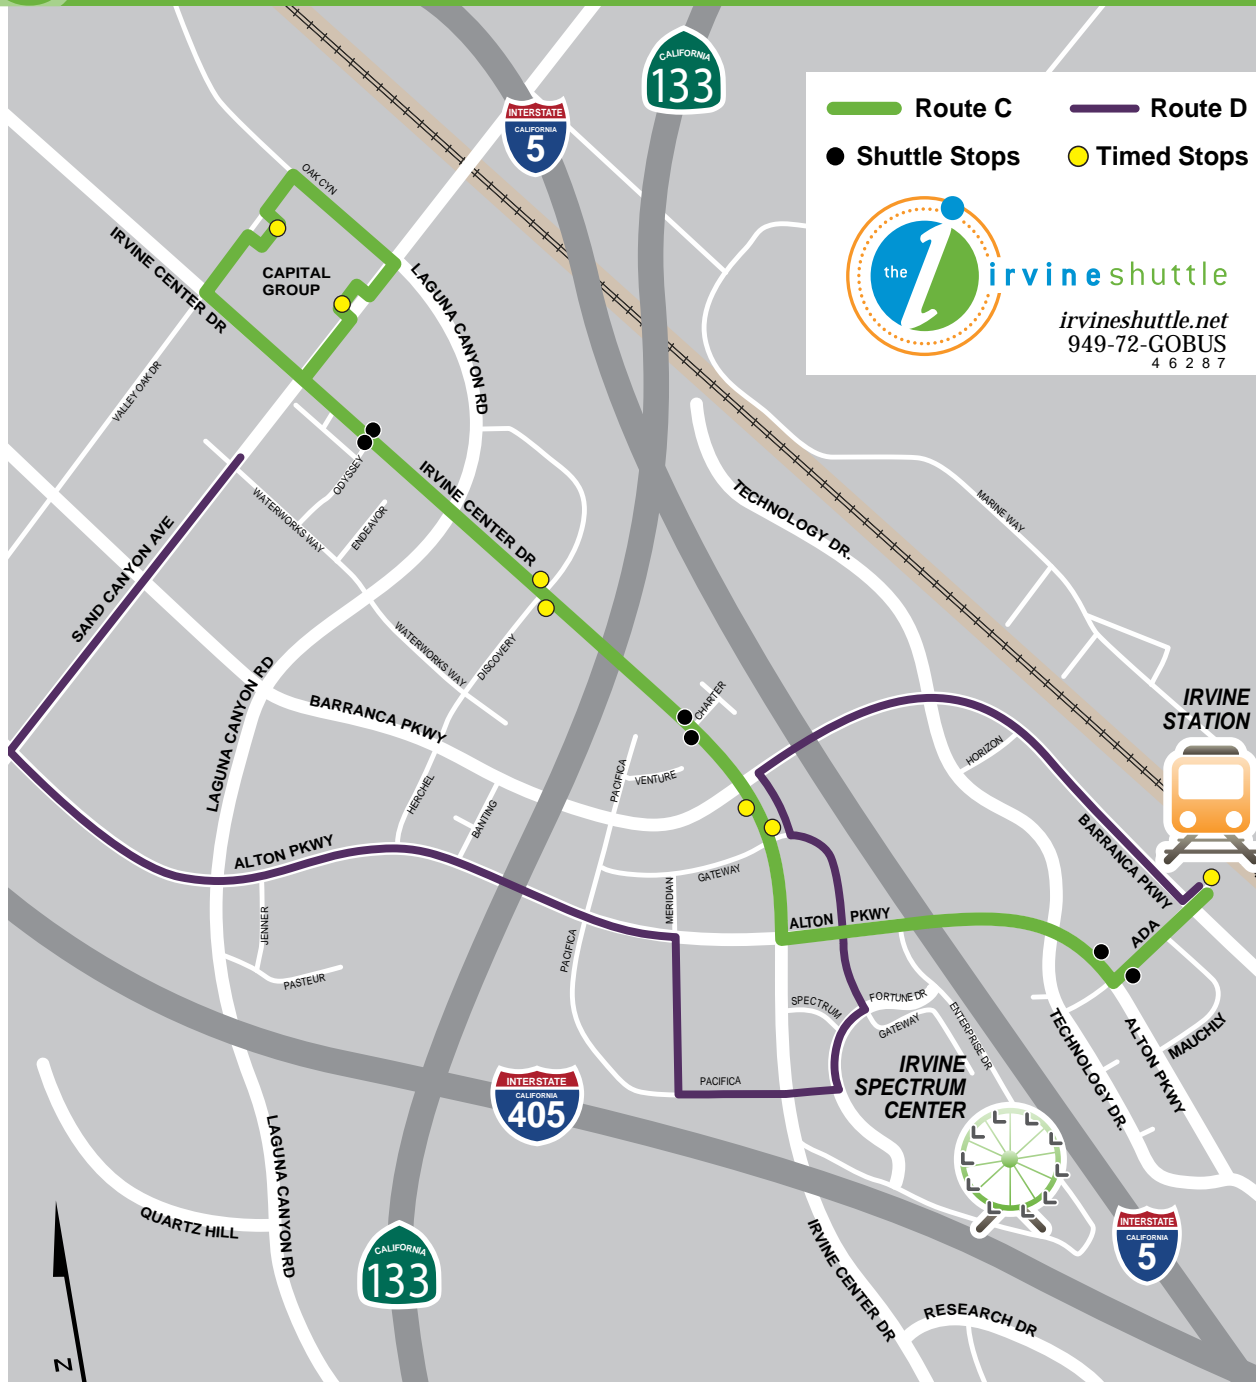 CALIFORNIA
133
INTERSTATE
CALIFORNIA
5
Route C
Route D
Shuttle Stops
Timed Stops
the
i
irvineshuttle
irvineshuttle.net
949-72-GOBUS
4 6 2 8 7
OAK CYN
IRVINE CENTER DR
CAPITAL
GROUP
LAGUNA CANYON RD
VALLEY OAK DR
ODYSSEY
IRVINE CENTER DR
WATERWORKS WAY
ENDEAVOR
SAND CANYON AVE
TECHNOLOGY DR.
MARINE WAY
WATERWORKS WAY
DISCOVERY
LAGUNA CANYON RD
BARRANCA PKWY
CHARTER
IRVINE
STATION
HORIZON
PACIFICA
VENTURE
HERCHEL
BANTING
BARRANCA PKWY
ALTON PKWY
GATEWAY
MERIDIAN
ALTON PKWY
JENNER
PACIFICA
ADA
PASTEUR
SPECTRUM
FORTUNE DR
GATEWAY
ENTERPRISE DR
TECHNOLOGY DR.
ALTON PKWY
MAUCHLY
IRVINE
SPECTRUM
CENTER
PACIFICA
INTERSTATE
CALIFORNIA
405
LAGUNA CANYON RD
QUARTZ HILL
CALIFORNIA
133
IRVINE CENTER DR
INTERSTATE
CALIFORNIA
5
RESEARCH DR
N